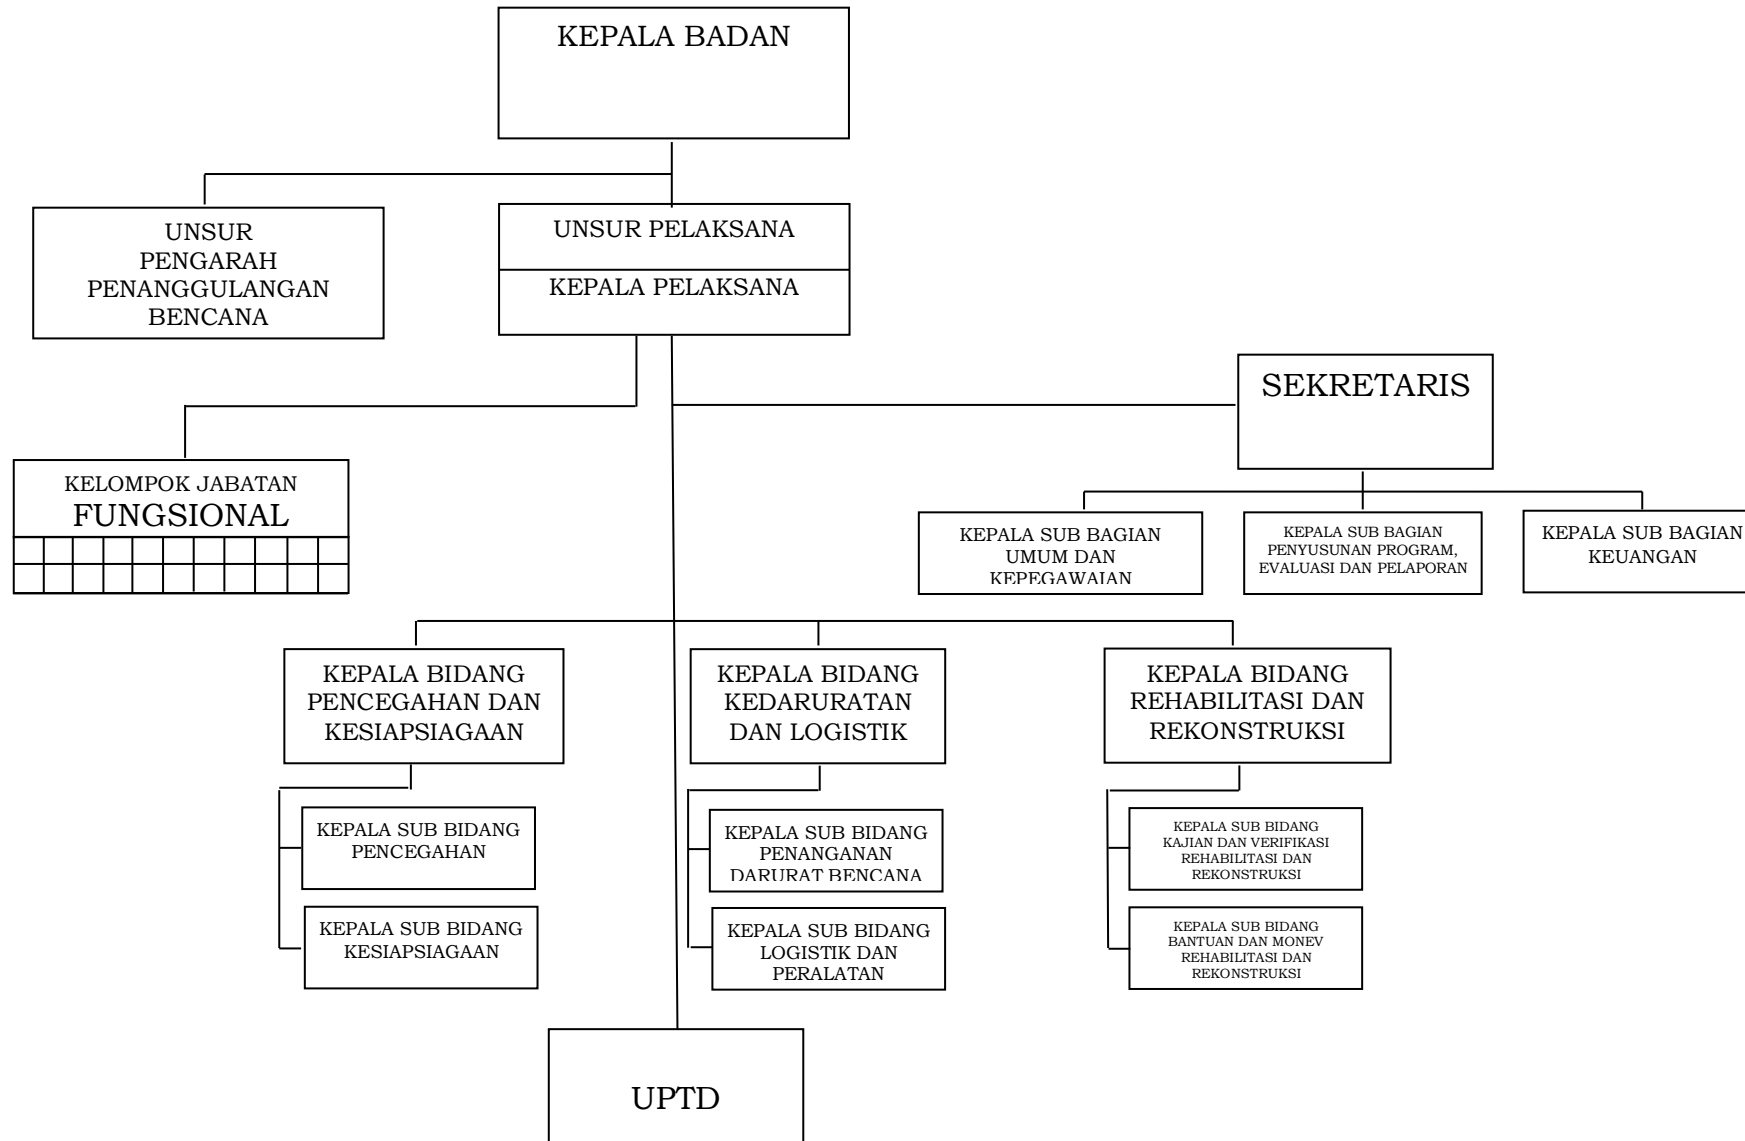 KEPALA BADAN
UNSUR
PENGARAH
PENANGGULANGAN
BENCANA
UNSUR PELAKSANA
KEPALA PELAKSANA
SEKRETARIS
KELOMPOK JABATAN
FUNGSIONAL
KEPALA SUB BAGIAN
UMUM DAN
KEPEGAWAIAN
KEPALA SUB BAGIAN
PENYUSUNAN PROGRAM,
EVALUASI DAN PELAPORAN
KEPALA SUB BAGIAN
KEUANGAN
KEPALA BIDANG
PENCEGAHAN DAN
KESIAPSIAGAAN
KEPALA BIDANG
KEDARURATAN
DAN LOGISTIK
KEPALA BIDANG
REHABILITASI DAN
REKONSTRUKSI
KEPALA SUB BIDANG
PENCEGAHAN
KEPALA SUB BIDANG
KESIAPSIAGAAN
KEPALA SUB BIDANG
PENANGANAN
DARURAT BENCANA
KEPALA SUB BIDANG
LOGISTIK DAN
PERALATAN
KEPALA SUB BIDANG
KAJIAN DAN VERIFIKASI
REHABILITASI DAN
REKONSTRUKSI
KEPALA SUB BIDANG
BANTUAN DAN MONEV
REHABILITASI DAN
REKONSTRUKSI
UPTD